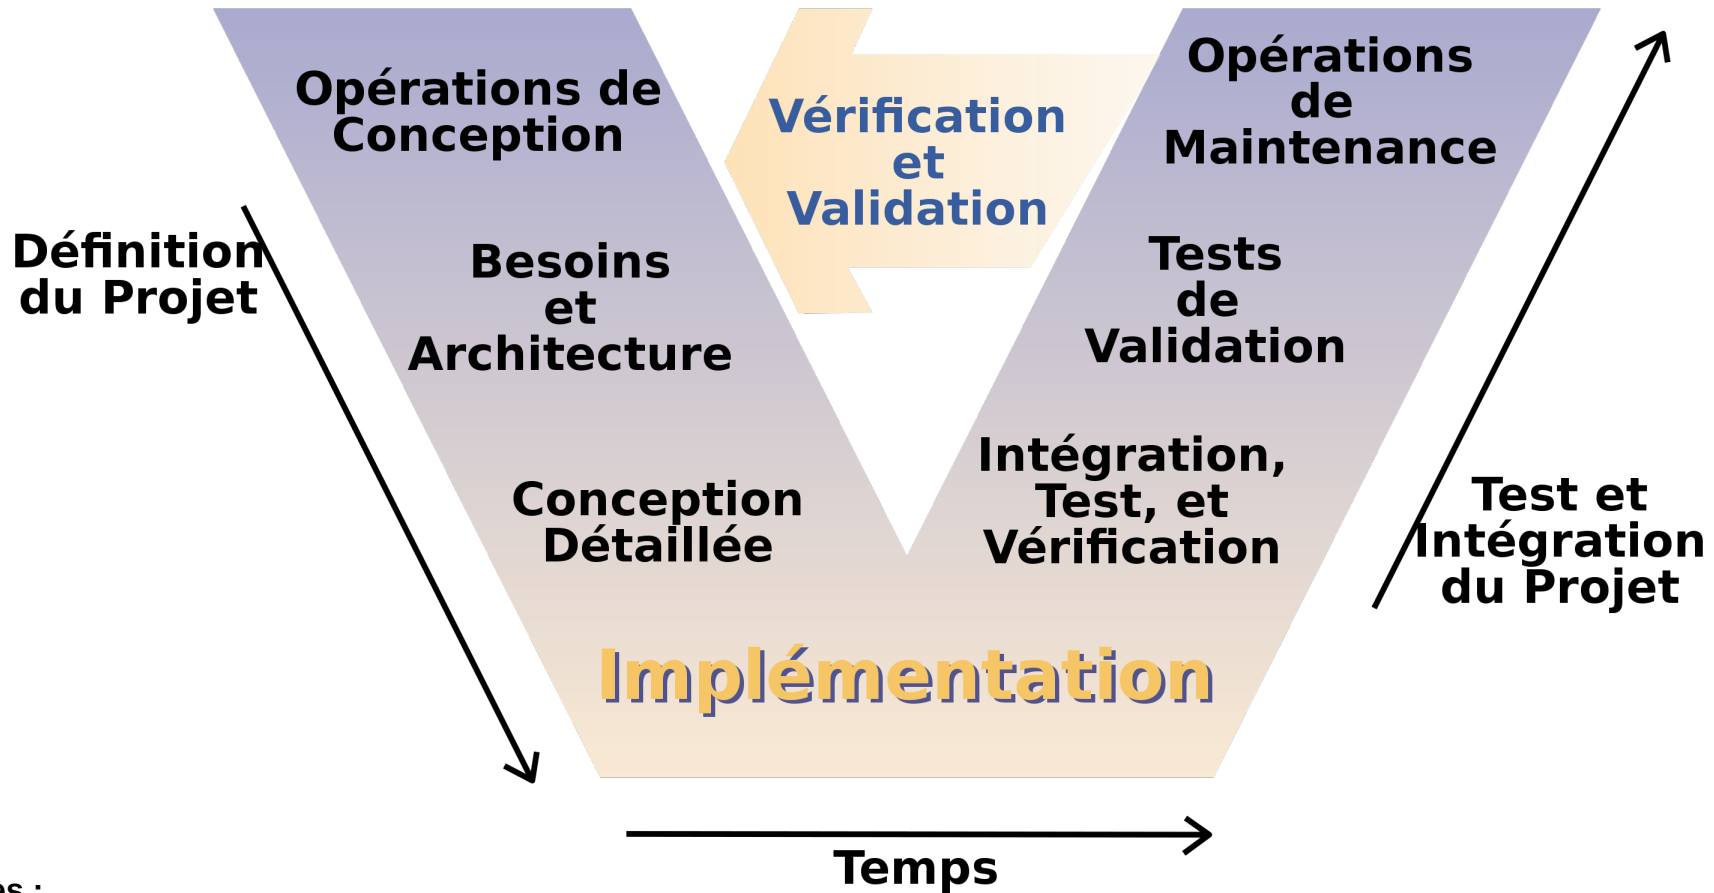 Opérations de
Conception
Vérification
et
Validation
Opérations
de
Maintenance
Définition
du Projet
Besoins
et
Architecture
Tests
de
Validation
Conception
Détaillée
Intégration,
Test, et
Vérification
Test et
Intégration
du Projet
Implémentation
Temps